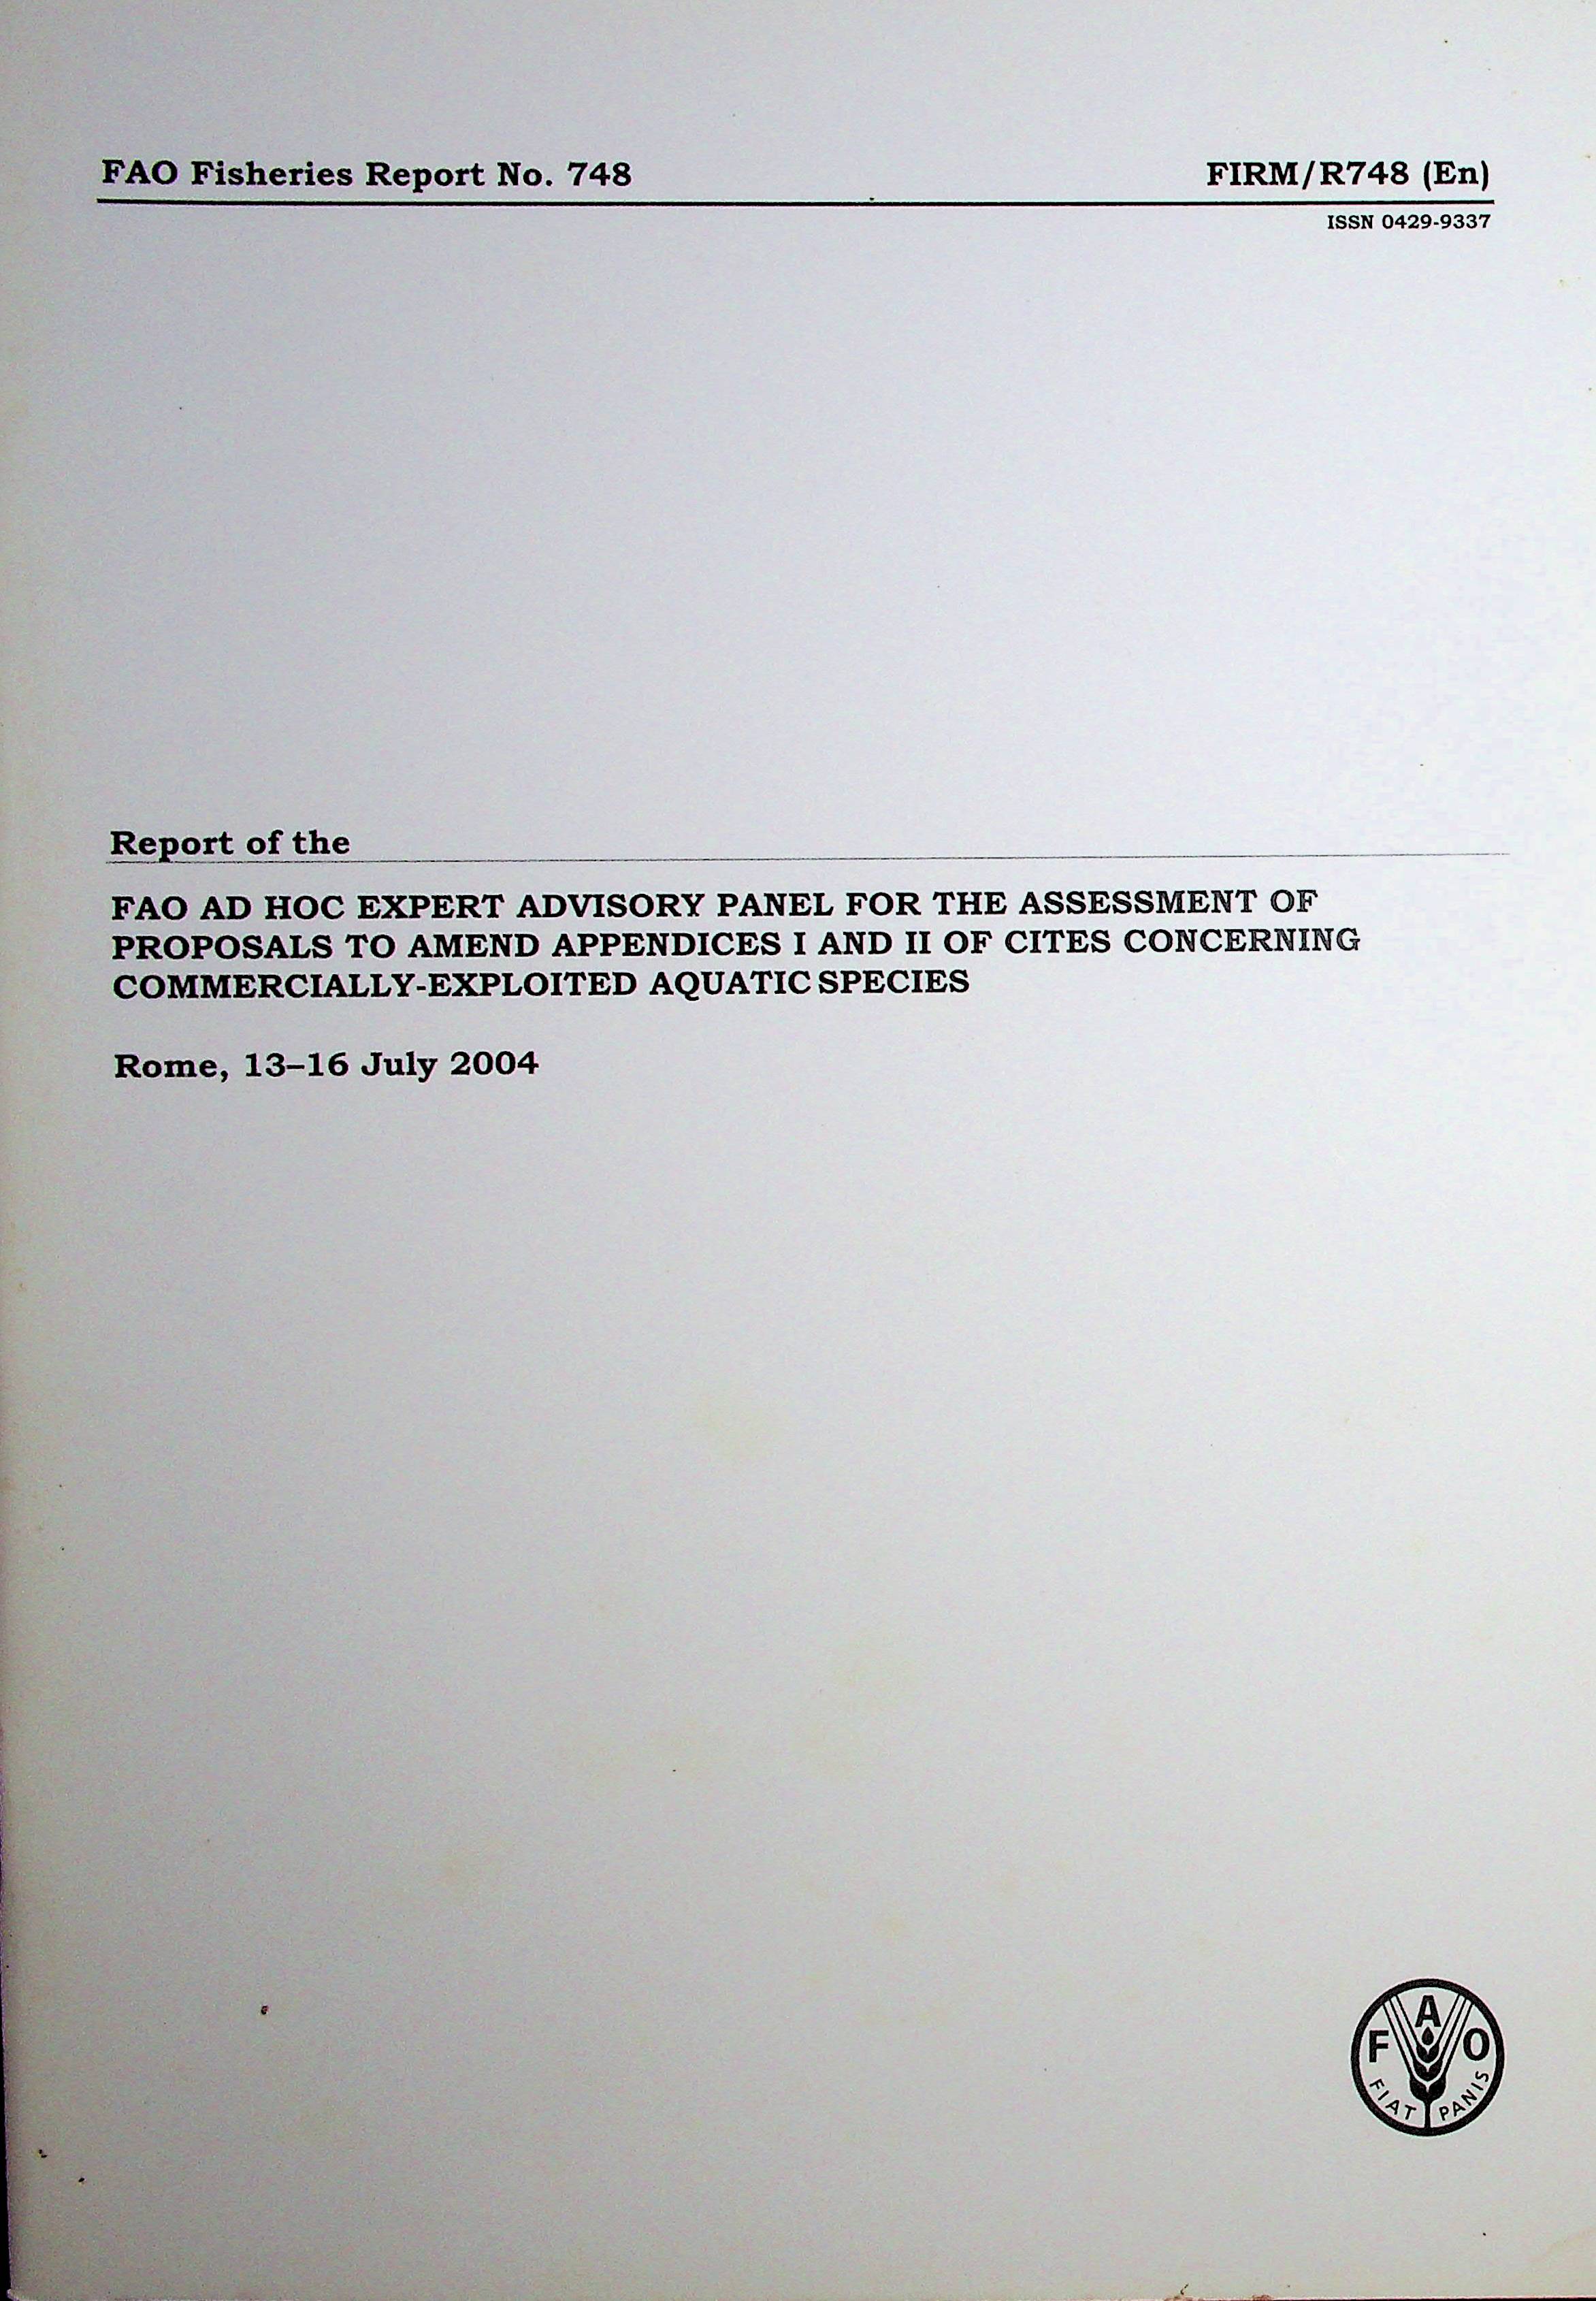 FAO Fisheries Report No. 748
FIRM/R748 (En)
ISSN 0429-9337
Report of the
FAO AD HOC EXPERT ADVISORY PANEL FOR THE ASSESSMENT OF
PROPOSALS TO AMEND APPENDICES I AND II OF CITES CONCERNING
COMMERCIALLY-EXPLOITED AQUATIC SPECIES
Rome, 13–16 July 2004
FAO
FIAT PANIS